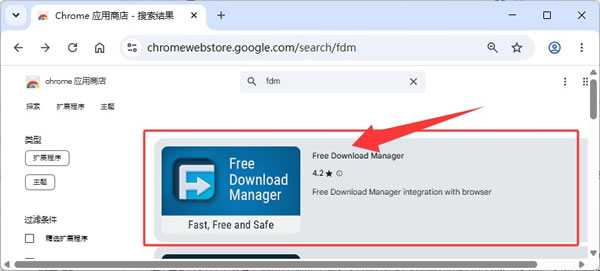 Chrome 应用商店 - 搜索结果
chromewebstore.google.com/search/fdm
chrome 应用商店
fdm
探索
扩展程序
主题
类型
扩展程序
主题
过滤条件
精选扩展程序
Free
Download
Manager
Fast, Free and Safe
Free Download Manager
4.2★
Free Download Manager integration with browser